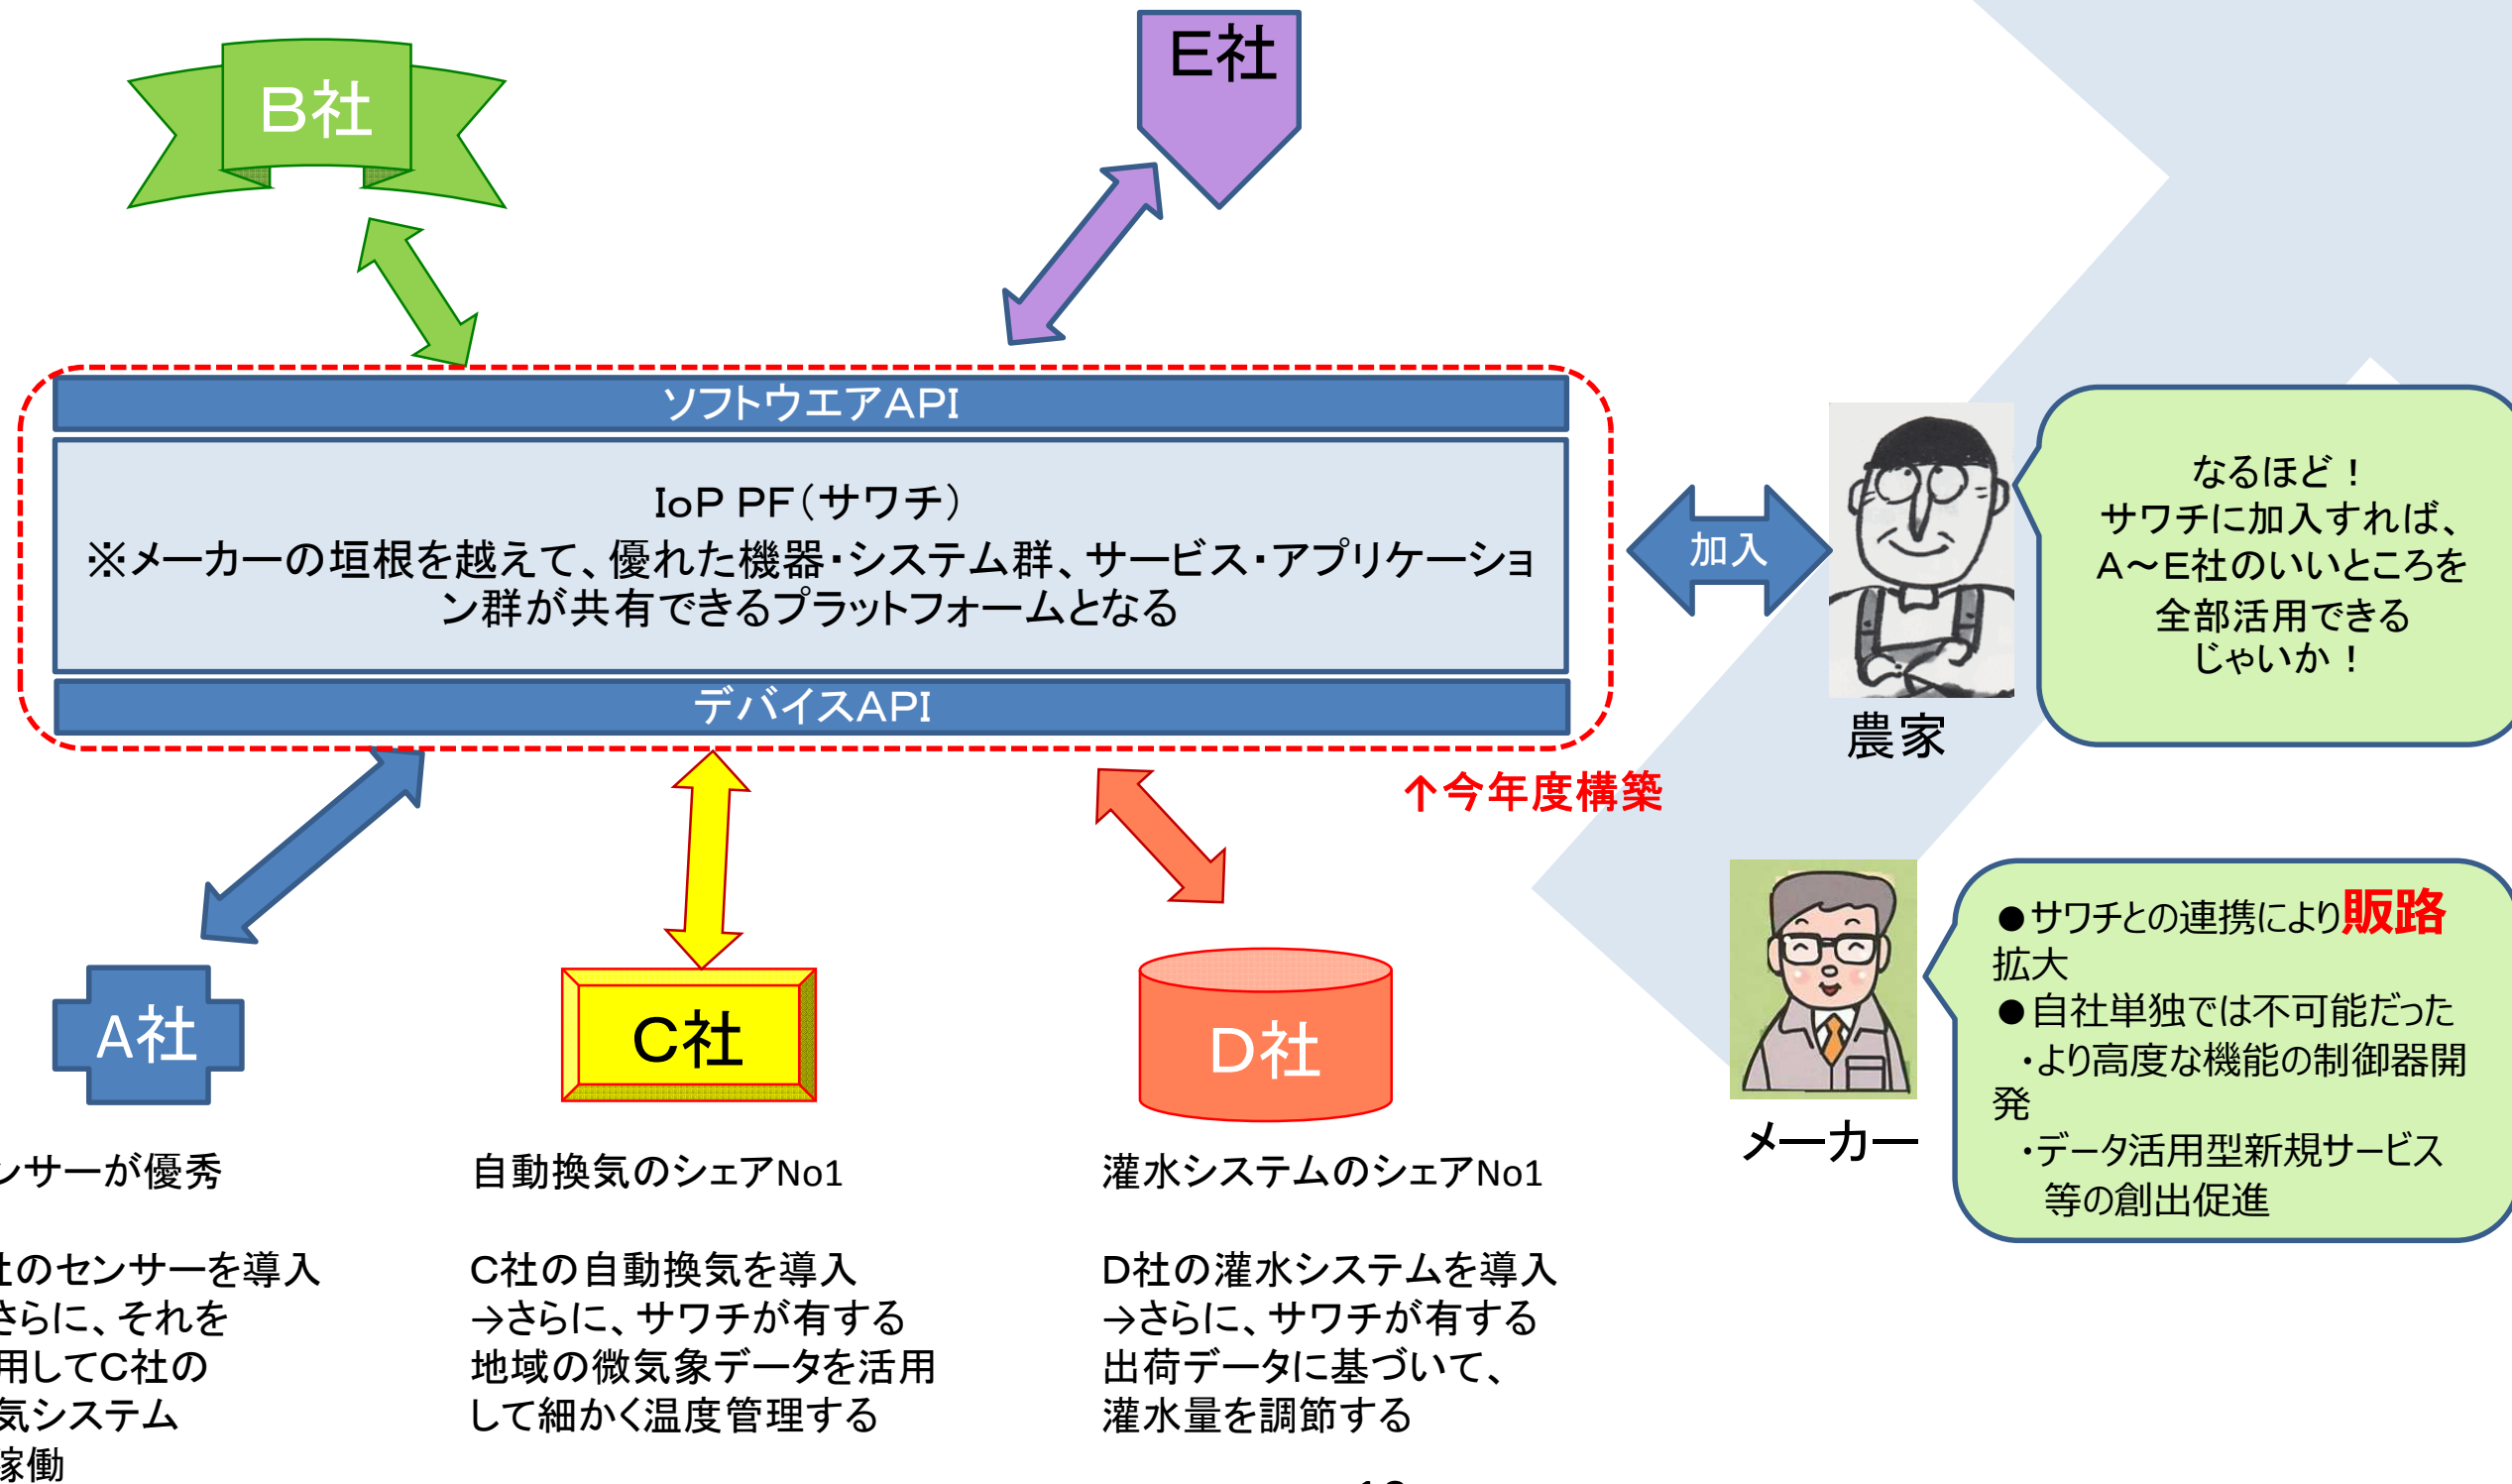 B社
E社
ソフトウエアAPI
IoP PF(サワチ)
※メーカーの垣根を越えて、優れた機器・システム群、サービス・アプリケーショ
ン群が共有できるプラットフォームとなる
デバイスAPI
加入
農家
なるほど！
サワチに加入すれば、
A～E社のいいところを
全部活用できる
じゃいか！
↑今年度構築
A社
C社
D社
メーカー
●サワチとの連携により販路
拡大
●自社単独では不可能だった
・より高度な機能の制御器開
発
・データ活用型新規サービス
等の創出促進
ンサーが優秀
社のセンサーを導入
さらに、それを
用してC社の
気システム
稼働
自動換気のシェアNo1
C社の自動換気を導入
→さらに、サワチが有する
地域の微気象データを活用
して細かく温度管理する
灌水システムのシェアNo1
D社の灌水システムを導入
→さらに、サワチが有する
出荷データに基づいて、
灌水量を調節する